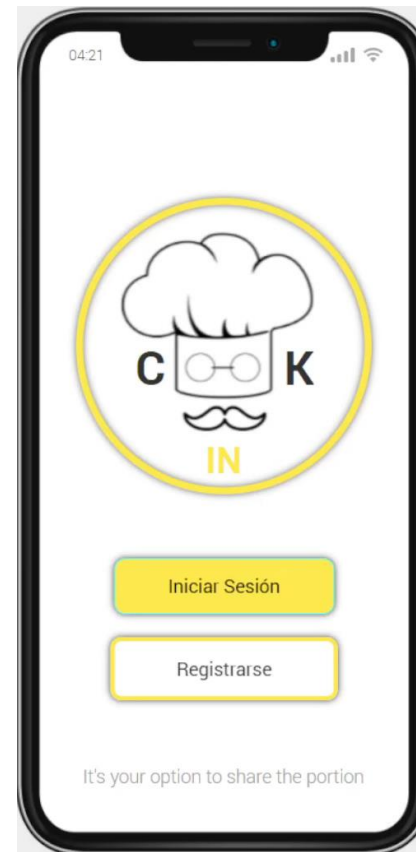 04:21
C K
IN
Iniciar Sesión
Registrarse
It's your option to share the portion